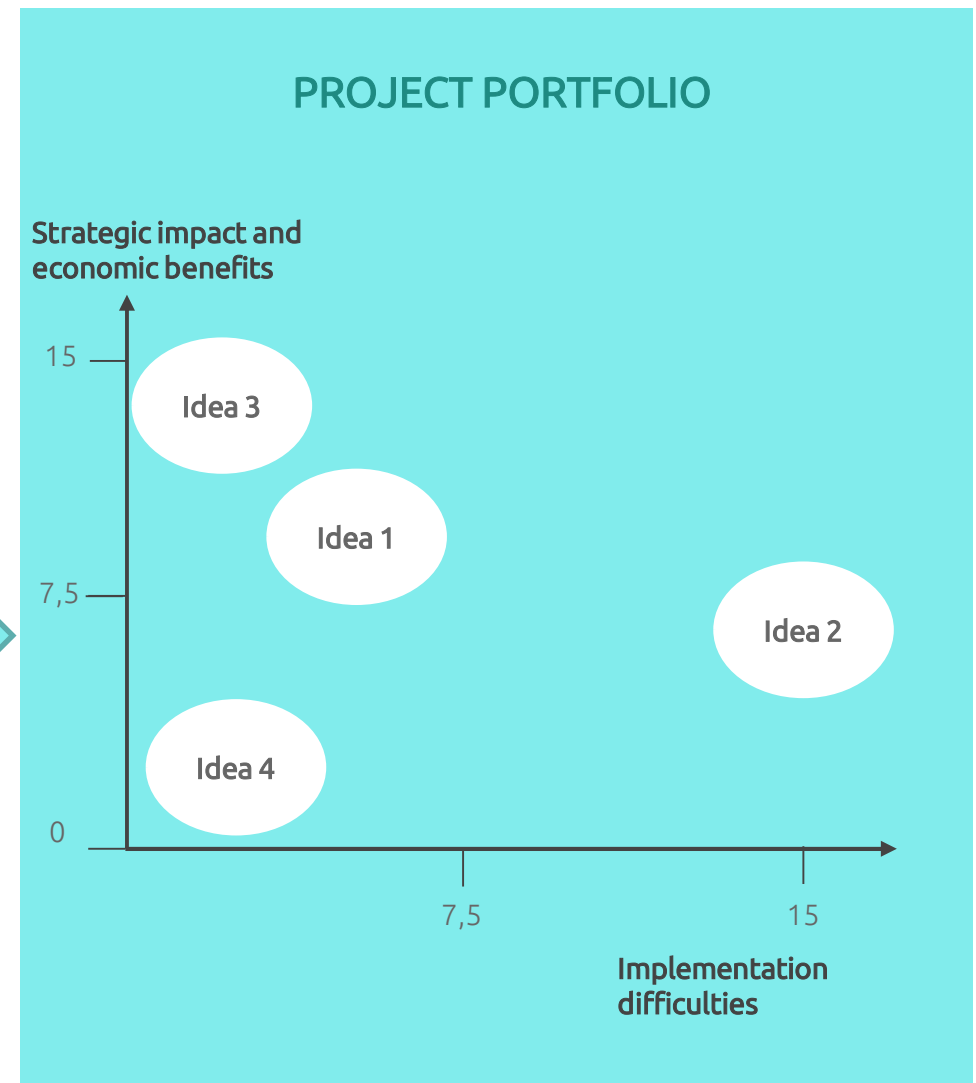 PROJECT PORTFOLIO
Strategic impact and
economic benefits
15
Idea 3
Idea 1
7,5
Idea 2
Idea 4
0
7,5
15
Implementation
difficulties